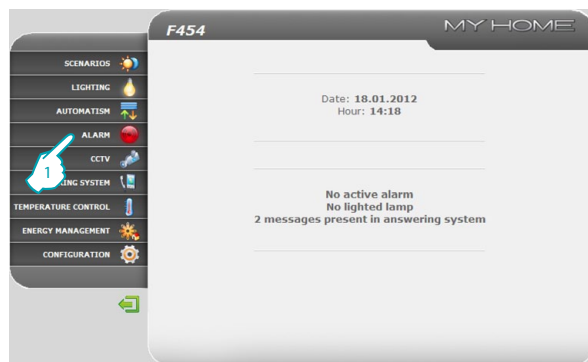 F454
MY HOME
SCENARIOS
LIGHTING
AUTOMATISM
ALARM
CCTV
1
SYSTEM
TEMPERATURE CONTROL
ENERGY MANAGEMENT
CONFIGURATION
Date: 18.01.2012
Hour: 14:18
No active alarm
No lighted lamp
2 messages present in answering system